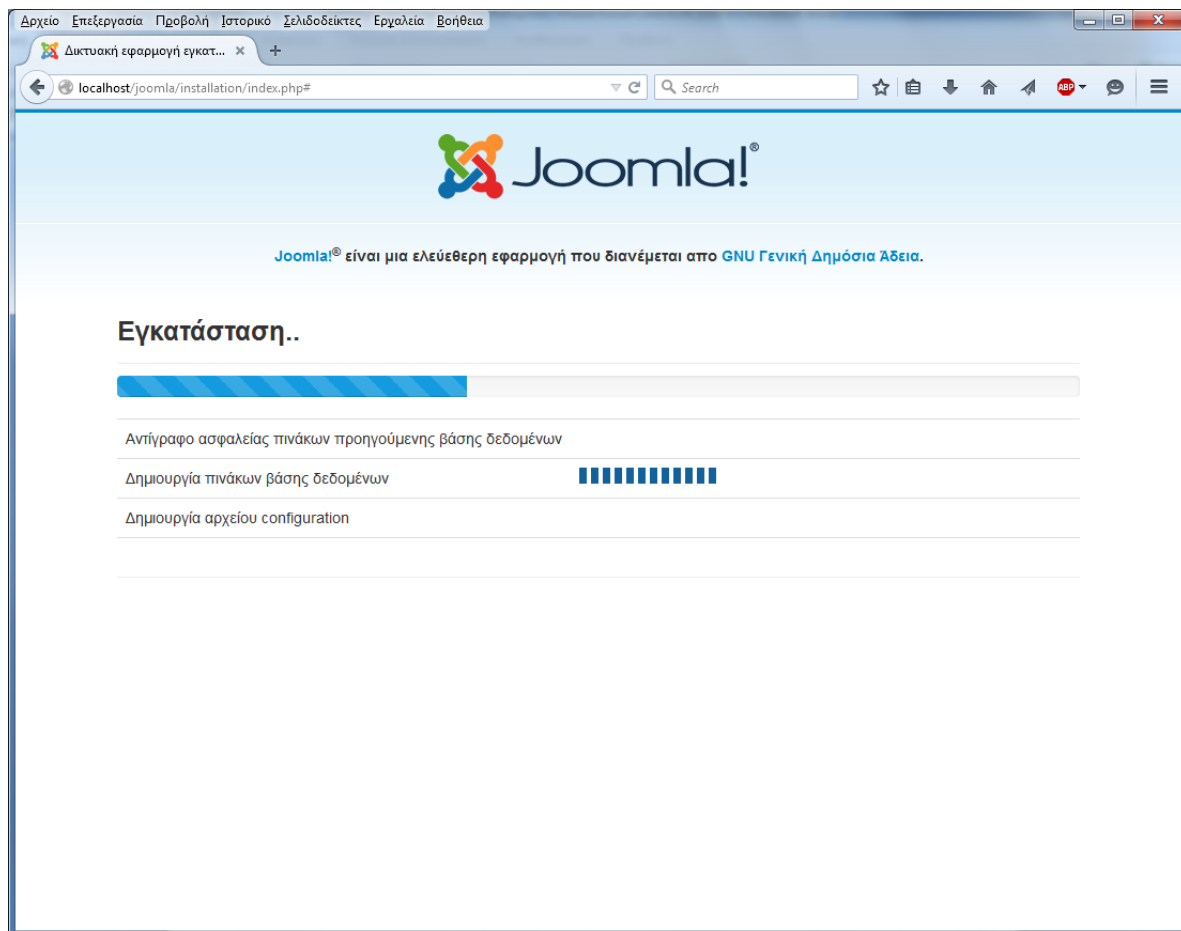 Αρχείο Επεξεργασία Προβολή Ιστορικό Σελιδοδείκτες Εργαλεία Βοήθεια
Δικτυακή εφαρμογή εγκατ...
localhost/joomla/installation/index.php#
Search
ABP
Joomla!®
Joomla!® είναι μια ελεύεθερη εφαρμογή που διανέμεται απο GNU Γενική Δημόσια Άδεια.
Εγκατάσταση..
Αντίγραφο ασφαλείας πινάκων προηγούμενης βάσης δεδομένων
Δημιουργία πινάκων βάσης δεδομένων
Δημιουργία αρχείου configuration